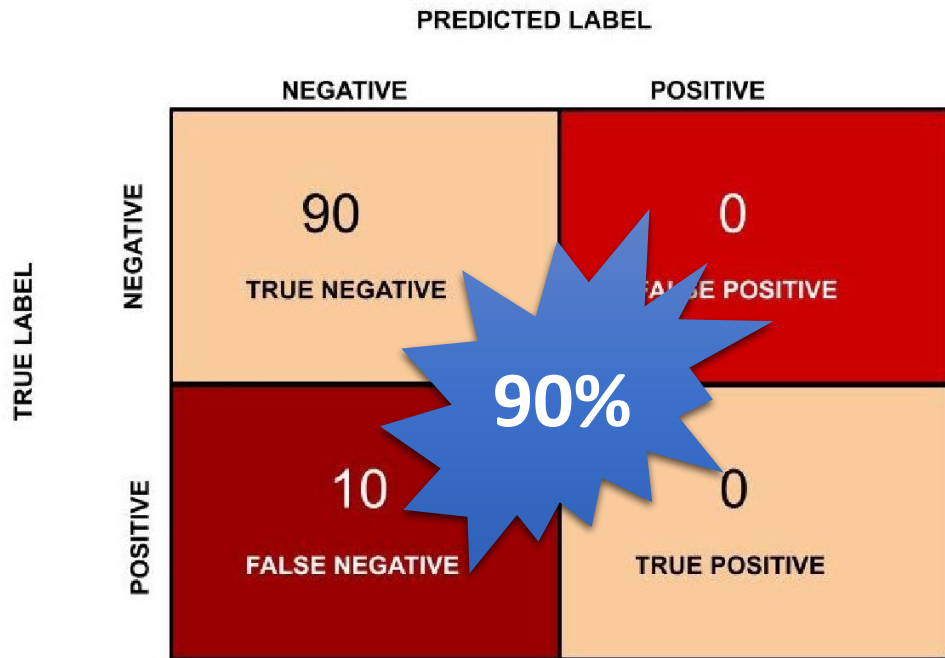 PREDICTED LABEL
NEGATIVE POSITIVE
TRUE LABEL
NEGATIVE
90
TRUE NEGATIVE
0
FALSE POSITIVE
90%
POSITIVE
10
FALSE NEGATIVE
0
TRUE POSITIVE